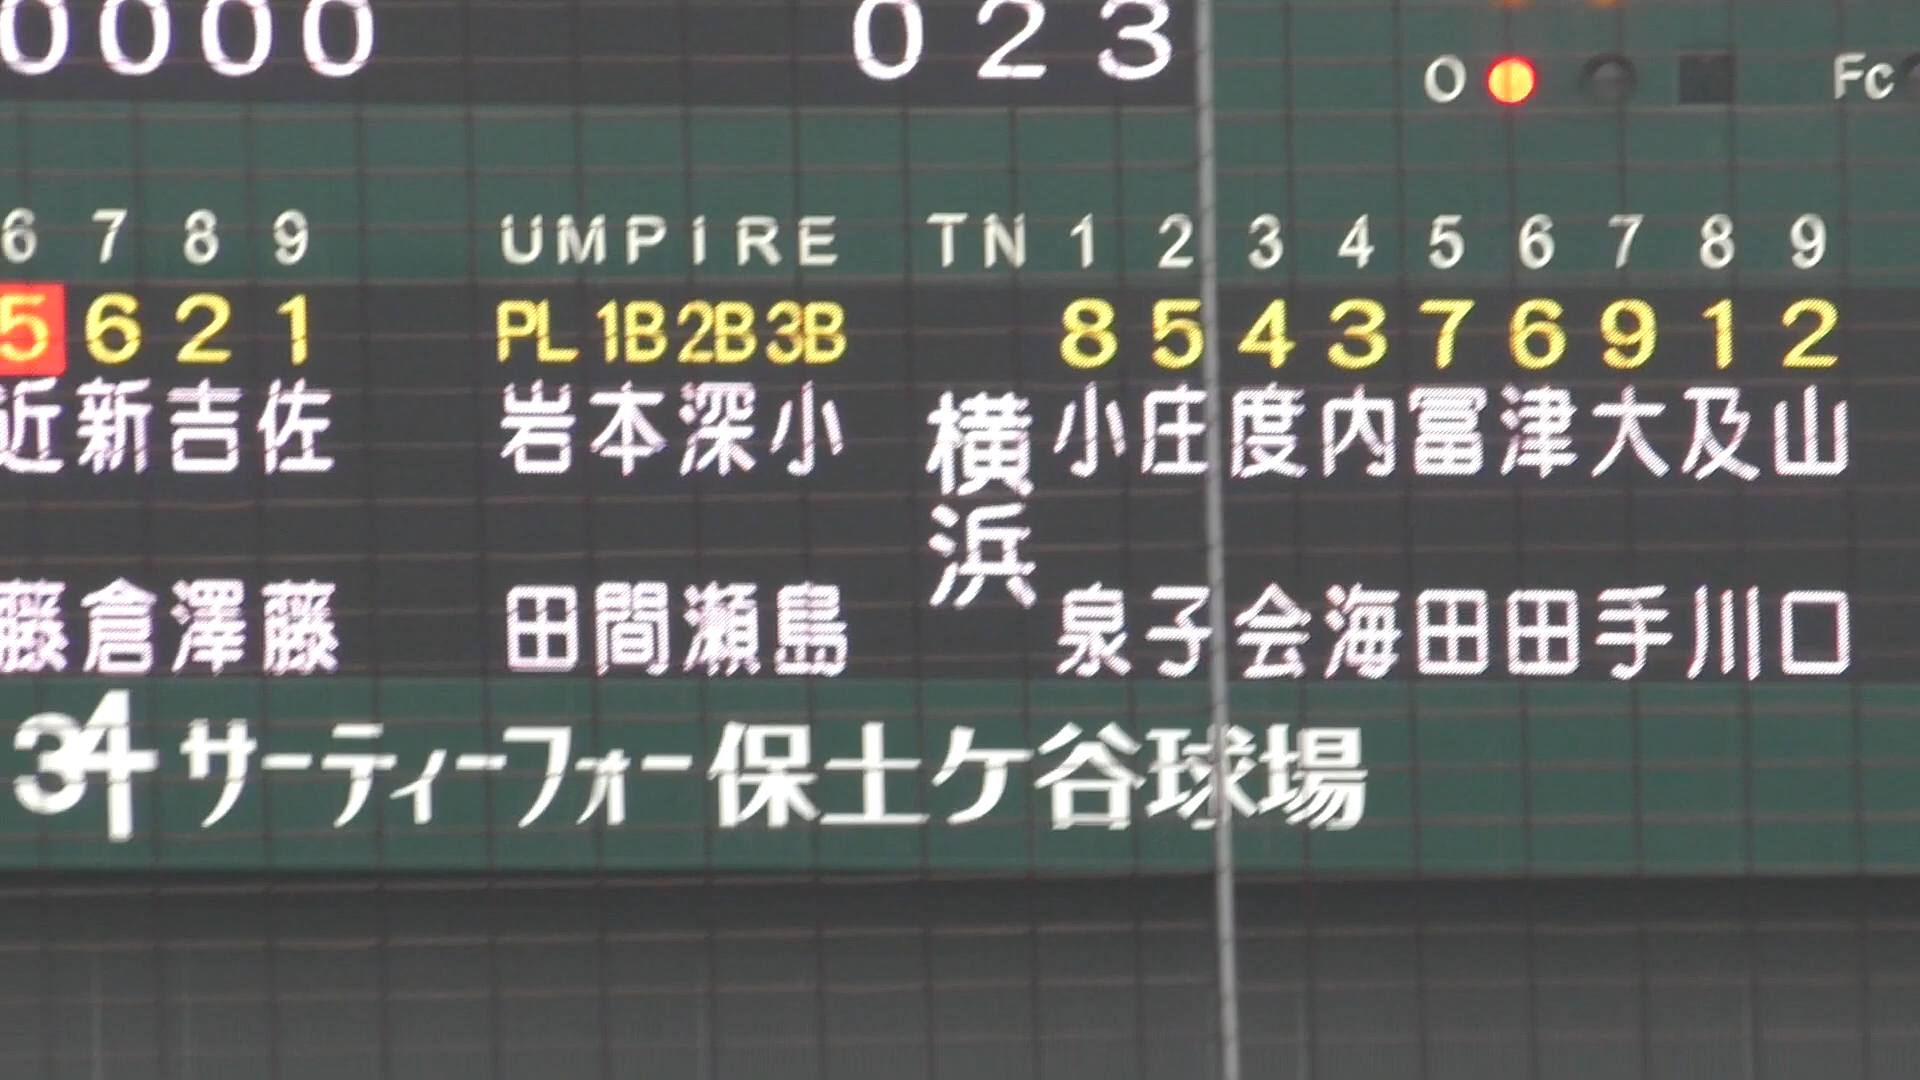 0000 023
O Fc
6 7 8 9 UMPIRE TN 1 2 3 4 5 6 7 8 9
5 6 2 1 PL 1B 2B 3B 8 5 4 3 7 6 9 1 2
近藤 新倉 吉澤 佐藤 岩田 本間 深瀬 小島 横浜 小泉 庄子 度会 内海 冨田 津田 大手 及川 山口
34 サーティーフォー保土ケ谷球場